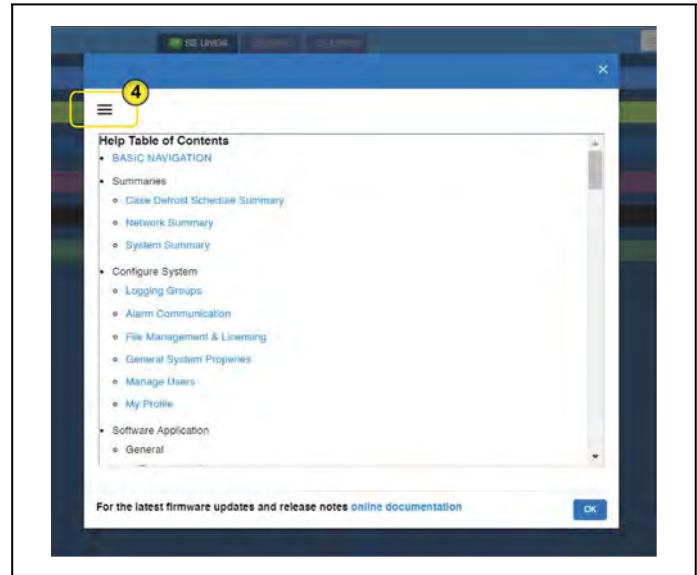 ×
4
Help Table of Contents
• BASIC NAVIGATION
• Summaries
Case Defrost Schedule Summary
Network Summary
System Summary
• Configure System
Logging Groups
Alarm Communication
File Management & Licensing
General System Properies
Manage Users
My Profile
• Software Application
General
For the latest firmware updates and release notes online documentation
OK